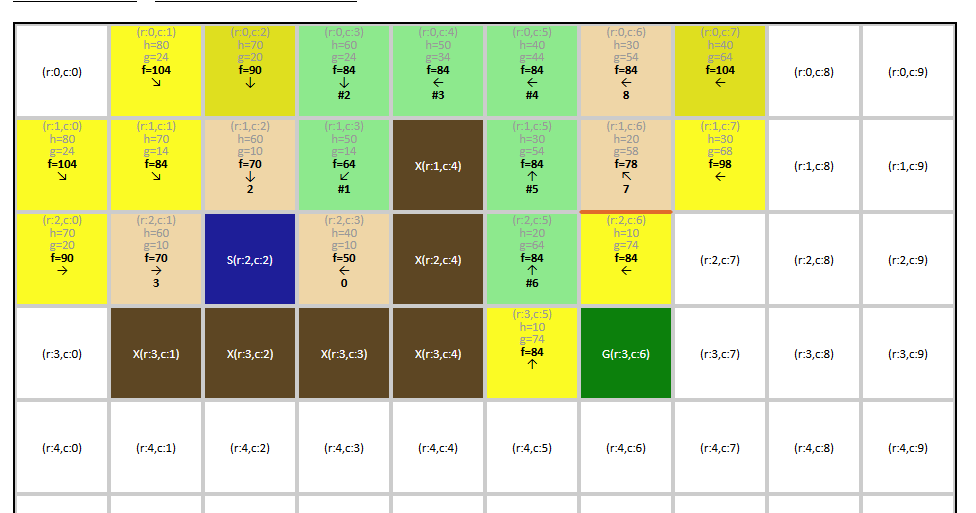 (r:0,c:0)
(r:0,c:1)
h=80
g=24
f=104
↘
(r:0,c:2)
h=70
g=20
f=90
↓
(r:0,c:3)
h=60
g=24
f=84
↓
#2
(r:0,c:4)
h=50
g=34
f=84
←
#3
(r:0,c:5)
h=40
g=44
f=84
←
#4
(r:0,c:6)
h=30
g=54
f=84
←
8
(r:0,c:7)
h=40
g=64
f=104
←
(r:0,c:8)
(r:0,c:9)
(r:1,c:0)
h=80
g=24
f=104
↘
(r:1,c:1)
h=70
g=14
f=84
↘
(r:1,c:2)
h=60
g=10
f=70
↓
2
(r:1,c:3)
h=50
g=14
f=64
↙
#1
X(r:1,c:4)
(r:1,c:5)
h=30
g=54
f=84
↑
#5
(r:1,c:6)
h=20
g=58
f=78
↖
7
(r:1,c:7)
h=30
g=68
f=98
←
(r:1,c:8)
(r:1,c:9)
(r:2,c:0)
h=70
g=20
f=90
→
(r:2,c:1)
h=60
g=10
f=70
→
3
S(r:2,c:2)
(r:2,c:3)
h=40
g=10
f=50
←
0
X(r:2,c:4)
(r:2,c:5)
h=20
g=64
f=84
↑
#6
(r:2,c:6)
h=10
g=74
f=84
←
(r:2,c:7)
(r:2,c:8)
(r:2,c:9)
(r:3,c:0)
X(r:3,c:1)
X(r:3,c:2)
X(r:3,c:3)
X(r:3,c:4)
(r:3,c:5)
h=10
g=74
f=84
↑
G(r:3,c:6)
(r:3,c:7)
(r:3,c:8)
(r:3,c:9)
(r:4,c:0)
(r:4,c:1)
(r:4,c:2)
(r:4,c:3)
(r:4,c:4)
(r:4,c:5)
(r:4,c:6)
(r:4,c:7)
(r:4,c:8)
(r:4,c:9)